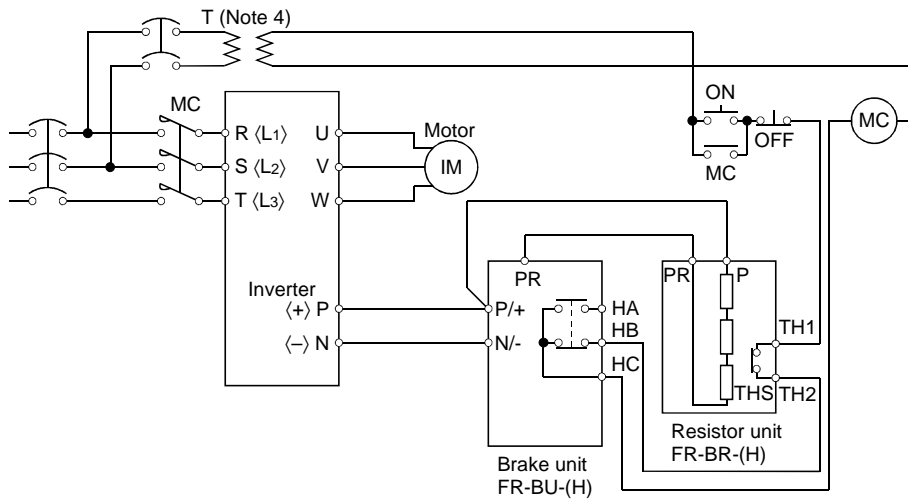 T (Note 4)
MC
ON
OFF
MC
MC
R ⟨L1⟩
S ⟨L2⟩
T ⟨L3⟩
U
V
W
Motor
IM
Inverter
⟨+⟩ P
⟨–⟩ N
PR
P/+
N/-
HA
HB
HC
PR
P
TH1
THS
TH2
Brake unit
FR-BU-(H)
Resistor unit
FR-BR-(H)